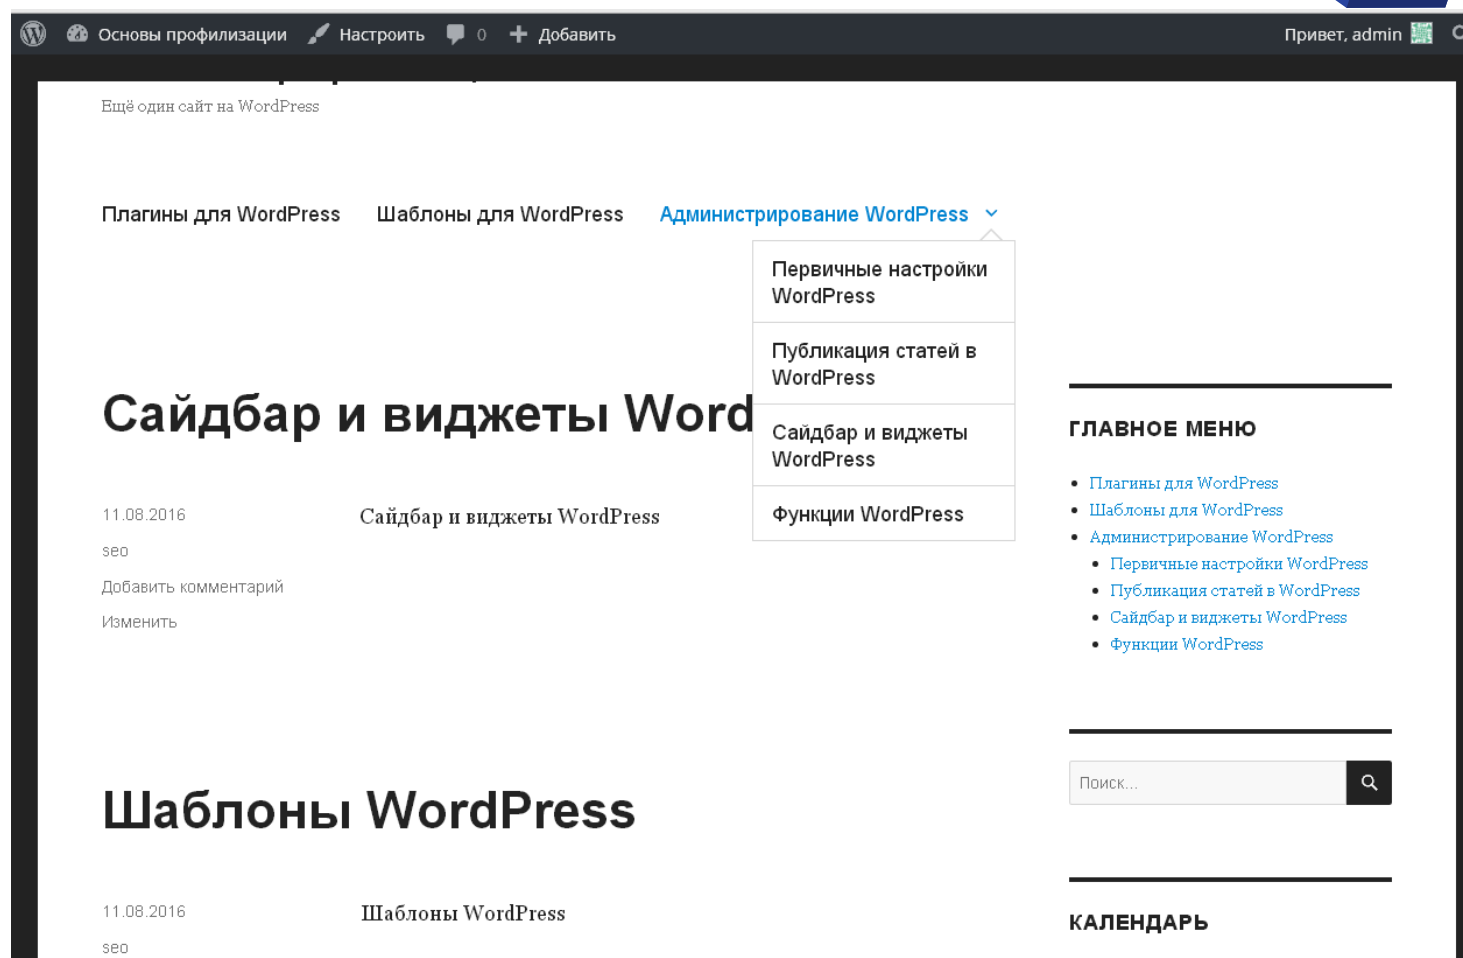 Основы профилизации Настроить 0 Добавить Привет, admin
Ещё один сайт на WordPress
Плагины для WordPress Шаблоны для WordPress Администрирование WordPress
Первичные настройки
WordPress
Публикация статей в
WordPress
Сайдбар и виджеты
WordPress
Функции WordPress
Сайдбар и виджеты Word
11.08.2016
seo
Добавить комментарий
Изменить
Сайдбар и виджеты WordPress
Шаблоны WordPress
11.08.2016
seo
Шаблоны WordPress
ГЛАВНОЕ МЕНЮ
Плагины для WordPress
Шаблоны для WordPress
Администрирование WordPress
Первичные настройки WordPress
Публикация статей в WordPress
Сайдбар и виджеты WordPress
Функции WordPress
Поиск...
КАЛЕНДАРЬ